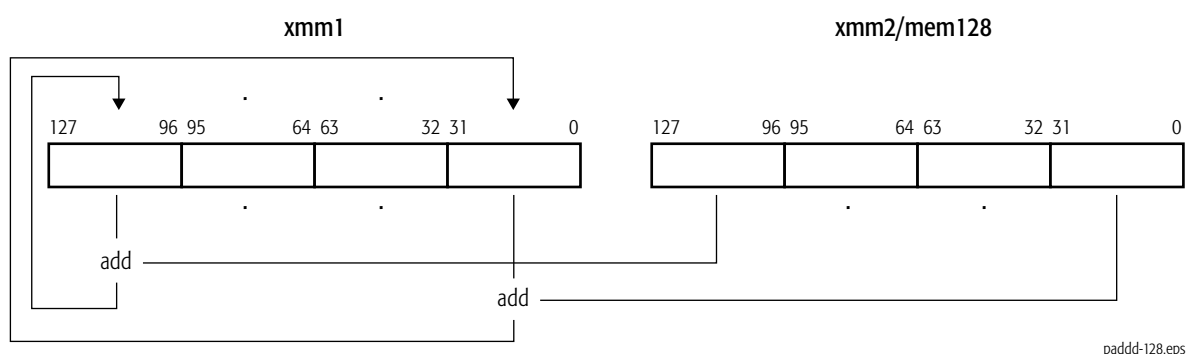 xmm1 xmm2/mem128
. .
127 96 95 64 63 32 31 0 127 96 95 64 63 32 31 0
. . . .
add
add
paddd-128.eps